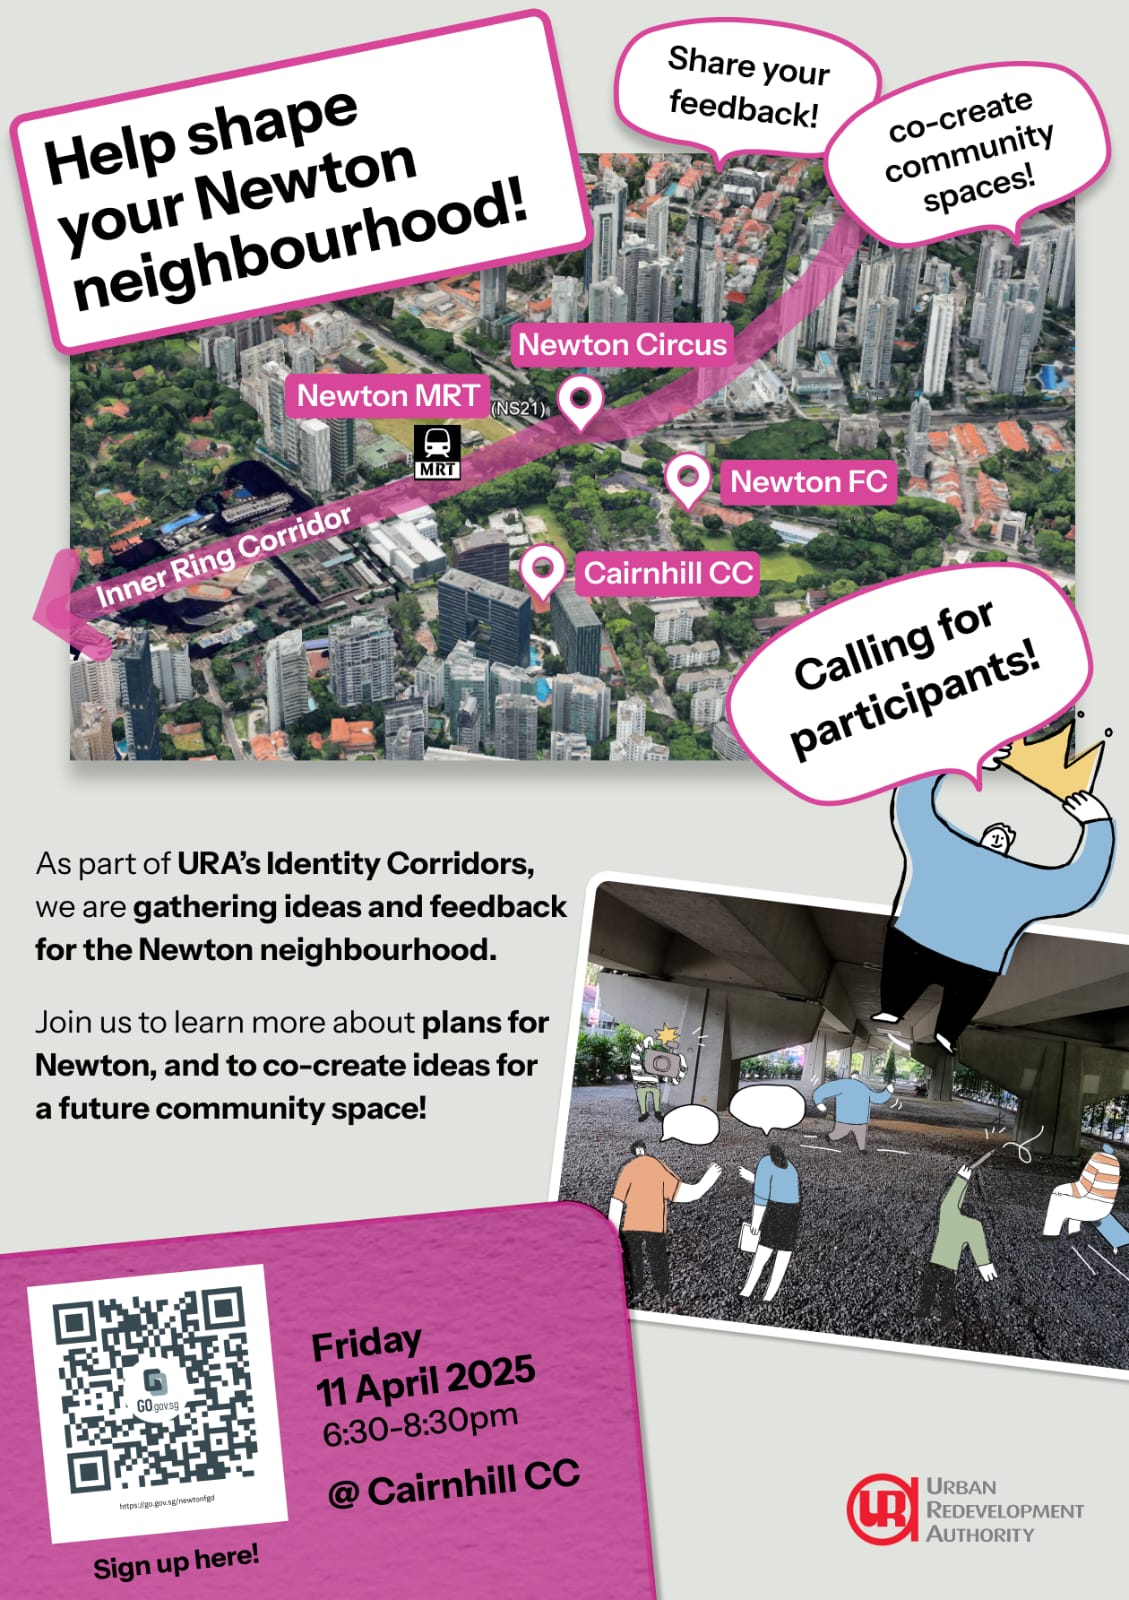 Help shape
your Newton
neighbourhood!
Share your
feedback!
co-create
community
spaces!
Newton Circus
Newton MRT
(NS21)
MRT
Newton FC
Inner Ring Corridor
Cairnhill CC
Calling for
participants!
As part of URA's Identity Corridors,
we are gathering ideas and feedback
for the Newton neighbourhood.
Join us to learn more about plans for
Newton, and to co-create ideas for
a future community space!
GO.gov.sg
https://go.gov.sg/newtonfgd
Sign up here!
Friday
11 April 2025
6:30-8:30pm
@ Cairnhill CC
URA
URBAN
REDEVELOPMENT
AUTHORITY